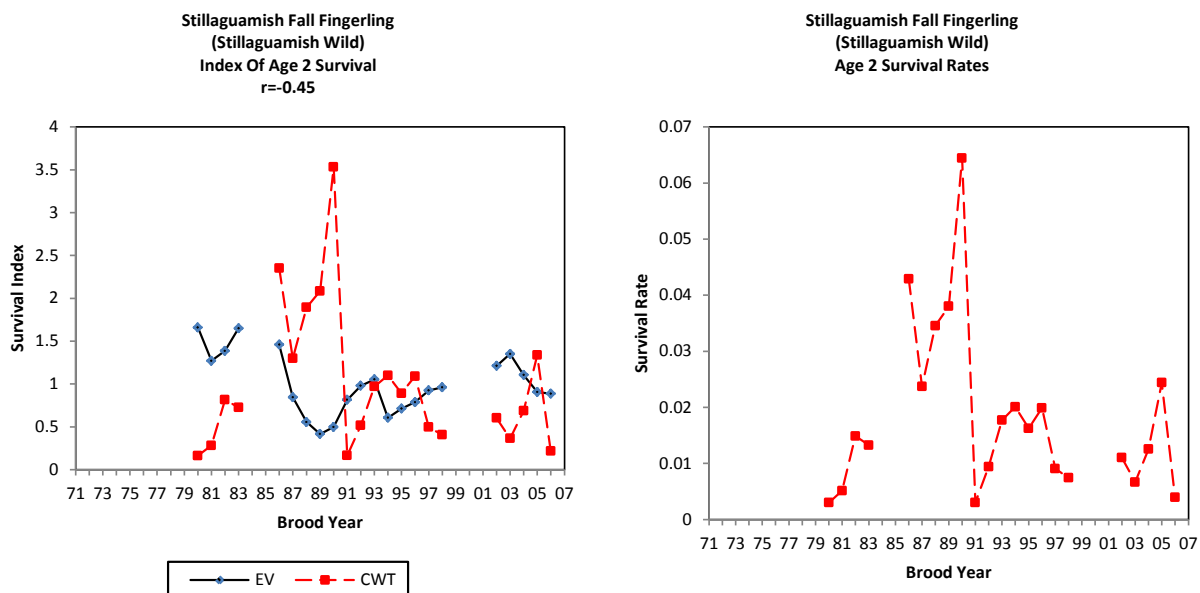 Stillaguamish Fall Fingerling
(Stillaguamish Wild)
Index Of Age 2 Survival
r=-0.45
4
3.5
3
2.5
2
1.5
1
0.5
0
Survival Index
71 73 75 77 79 81 83 85 87 89 91 93 95 97 99 01 03 05 07
Brood Year
EV CWT
Stillaguamish Fall Fingerling
(Stillaguamish Wild)
Age 2 Survival Rates
0.07
0.06
0.05
0.04
0.03
0.02
0.01
0
Survival Rate
71 73 75 77 79 81 83 85 87 89 91 93 95 97 99 01 03 05 07
Brood Year